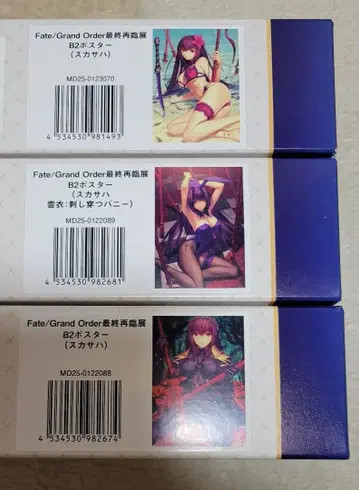 Fate/Grand Order最終再臨展
B2ポスター
(スカサハ)
MD25-0123070
4 534530 981493
Fate/Grand Order最終再臨展
B2ポスター
(スカサハ
霊衣:刺し穿つバニー)
MD25-0122089
4 534530 982681
Fate/Grand Order最終再臨展
B2ポスター
(スカサハ)
MD25-0122088
4 534530 982674